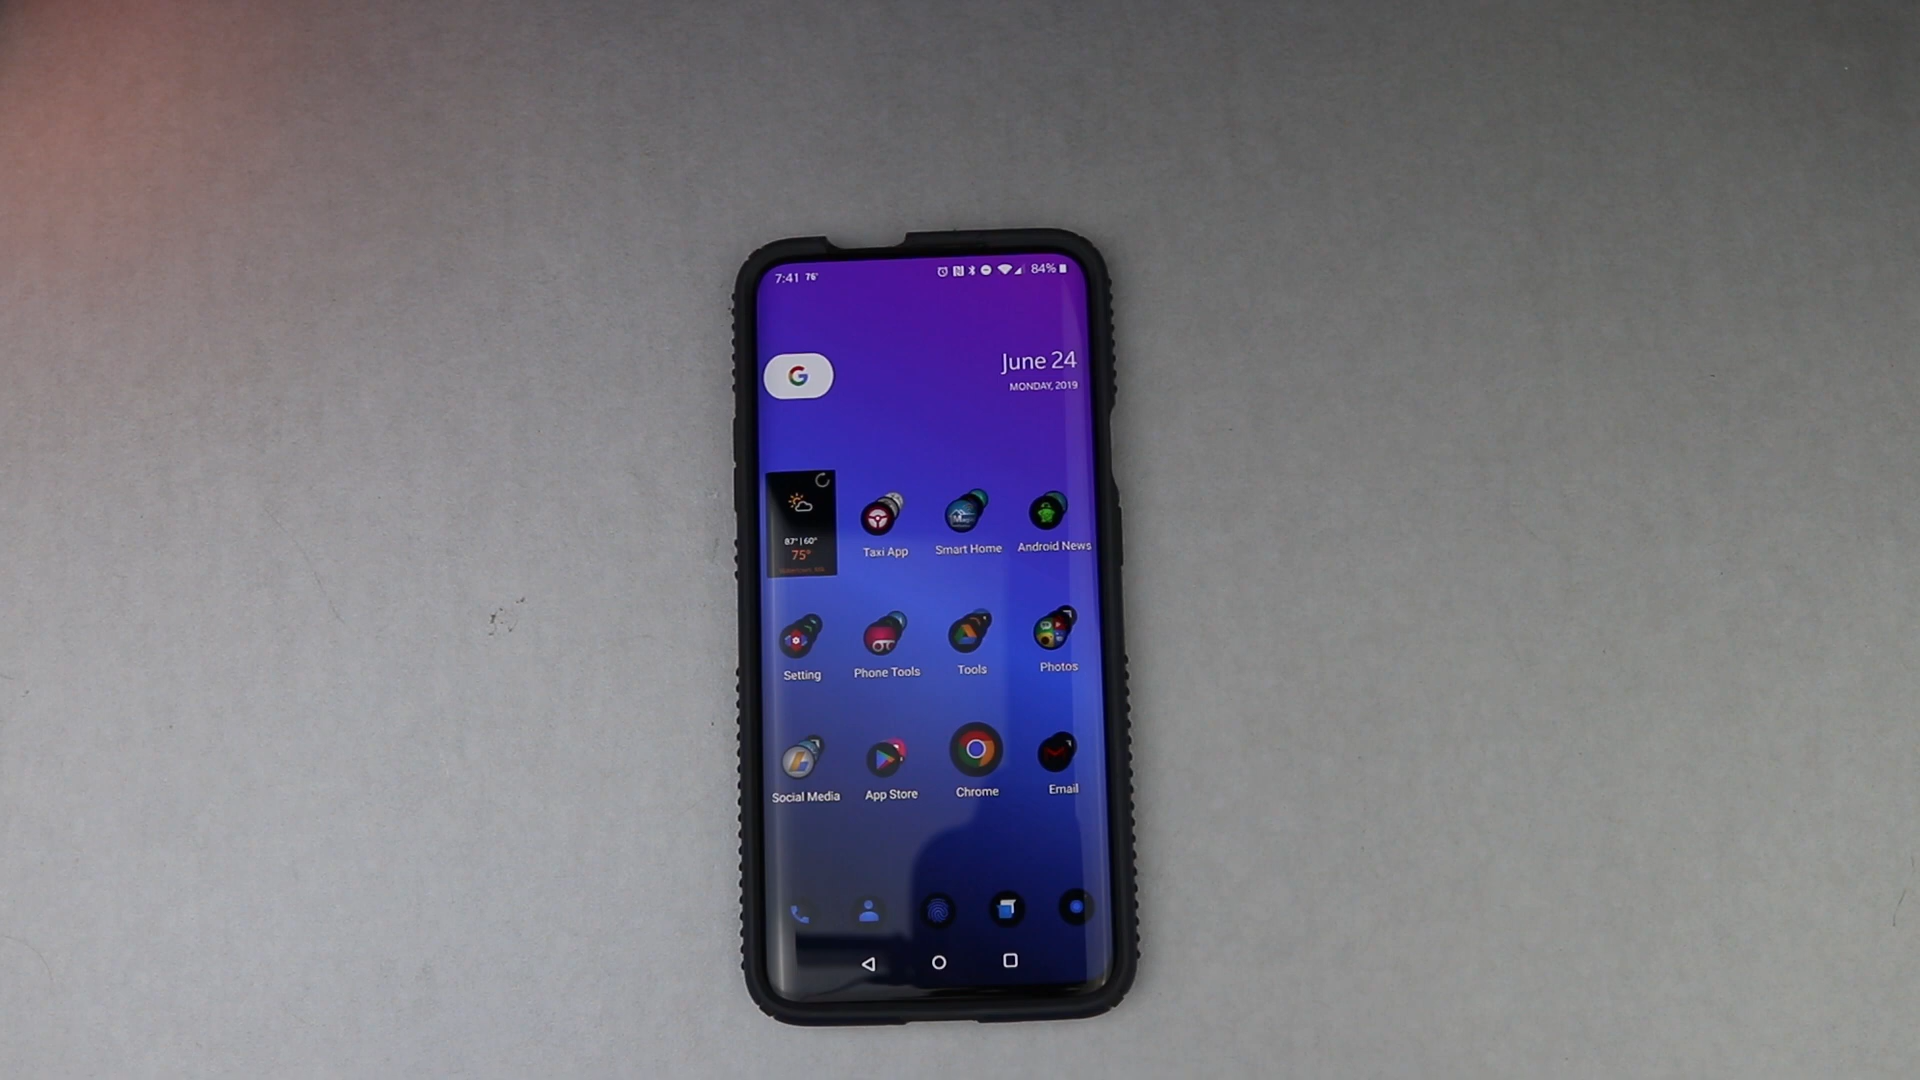 7:41 76°
84%
G
June 24
MONDAY, 2019
87° | 60°
75°
Taxi App
Smart Home
Android News
Setting
Phone Tools
Tools
Photos
Social Media
App Store
Chrome
Email